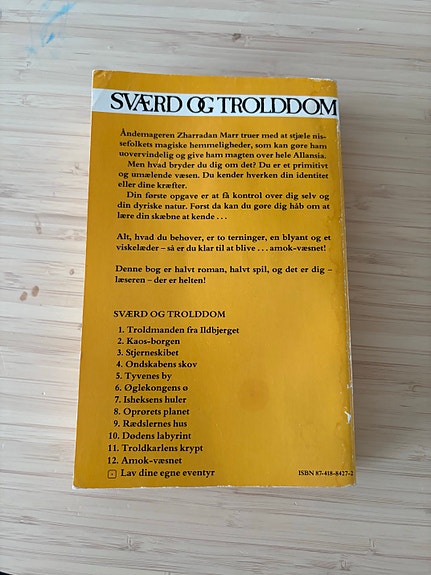 SVÆRD OG TROLDDOM
Åndemageren Zharradan Marr truer med at stjæle nis-
sefolkets magiske hemmeligheder, som kan gøre ham
uovervindelig og give ham magten over hele Allansia.
Men hvad bryder du dig om det? Du er et primitivt
og umælende væsen. Du kender hverken din identitet
eller dine kræfter.
Din første opgave er at få kontrol over dig selv og
din dyriske natur. Først da kan du gøre dig håb om at
lære din skæbne at kende . . .
Alt, hvad du behøver, er to terninger, en blyant og et
viskelæder – så er du klar til at blive . . . amok-væsnet!
Denne bog er halvt roman, halvt spil, og det er dig –
læseren – der er helten!
SVÆRD OG TROLDDOM
1. Troldmanden fra Ildbjerget
2. Kaos-borgen
3. Stjerneskibet
4. Ondskabens skov
5. Tyvenes by
6. Øglekongens ø
7. Isheksens huler
8. Oprørets planet
9. Rædslernes hus
10. Dødens labyrint
11. Troldkarlens krypt
12. Amok-væsnet
Lav dine egne eventyr
ISBN 87-418-8427-2